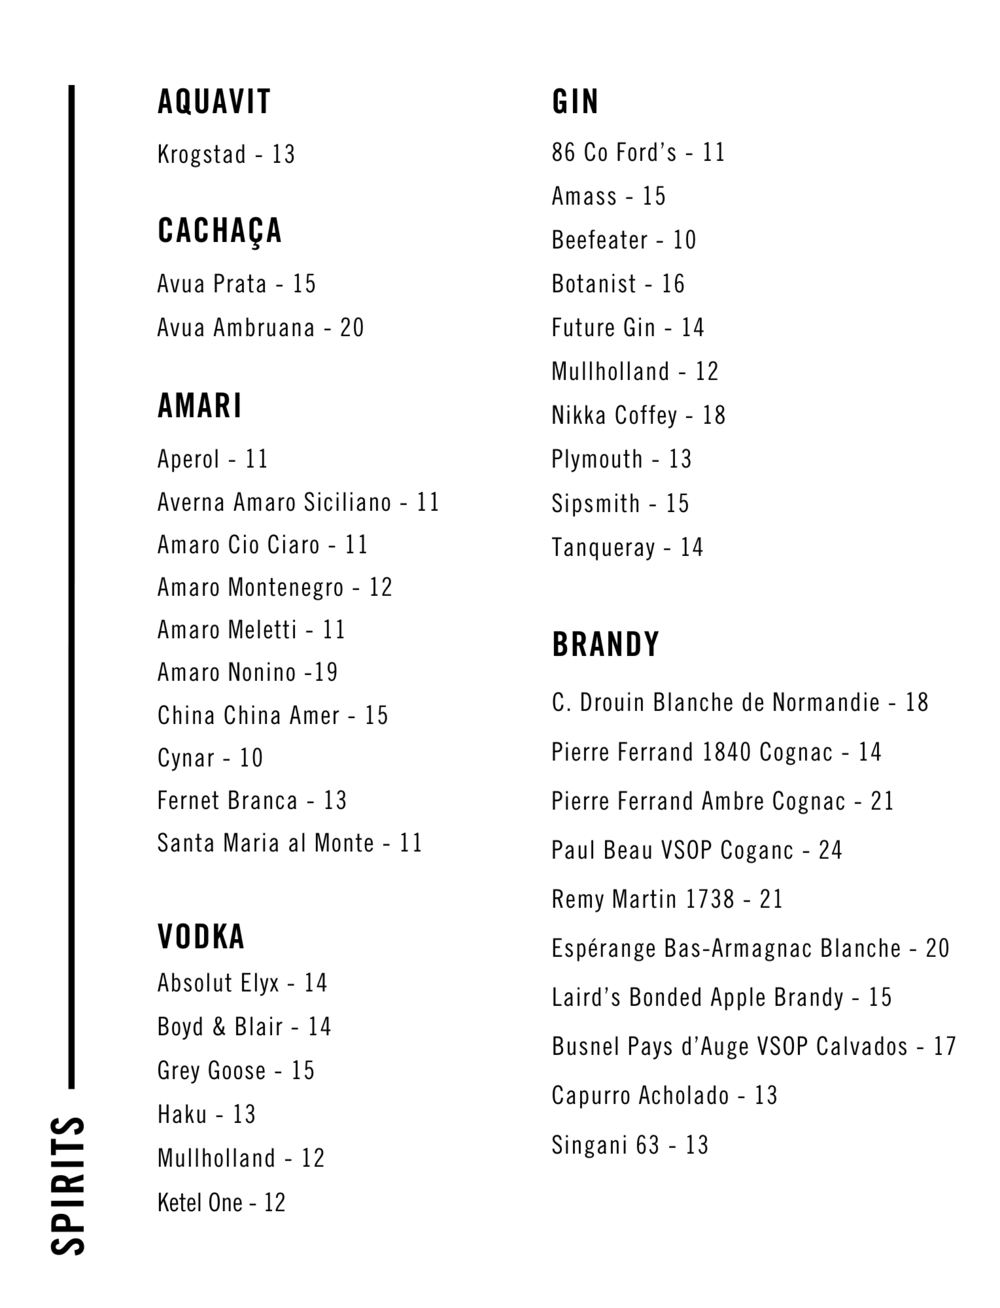 AQUAVIT
Krogstad - 13
CACHAÇA
Avua Prata - 15
Avua Ambruana - 20
AMARI
Aperol - 11
Averna Amaro Siciliano - 11
Amaro Cio Ciaro - 11
Amaro Montenegro - 12
Amaro Meletti - 11
Amaro Nonino -19
China China Amer - 15
Cynar - 10
Fernet Branca - 13
Santa Maria al Monte - 11
VODKA
Absolut Elyx - 14
Boyd & Blair - 14
Grey Goose - 15
Haku - 13
Mullholland - 12
Ketel One - 12
GIN
86 Co Ford’s - 11
Amass - 15
Beefeater - 10
Botanist - 16
Future Gin - 14
Mullholland - 12
Nikka Coffey - 18
Plymouth - 13
Sipsmith - 15
Tanqueray - 14
BRANDY
C. Drouin Blanche de Normandie - 18
Pierre Ferrand 1840 Cognac - 14
Pierre Ferrand Ambre Cognac - 21
Paul Beau VSOP Coganc - 24
Remy Martin 1738 - 21
Espérange Bas-Armagnac Blanche - 20
Laird’s Bonded Apple Brandy - 15
Busnel Pays d’Auge VSOP Calvados - 17
Capurro Acholado - 13
Singani 63 - 13
SPIRITS